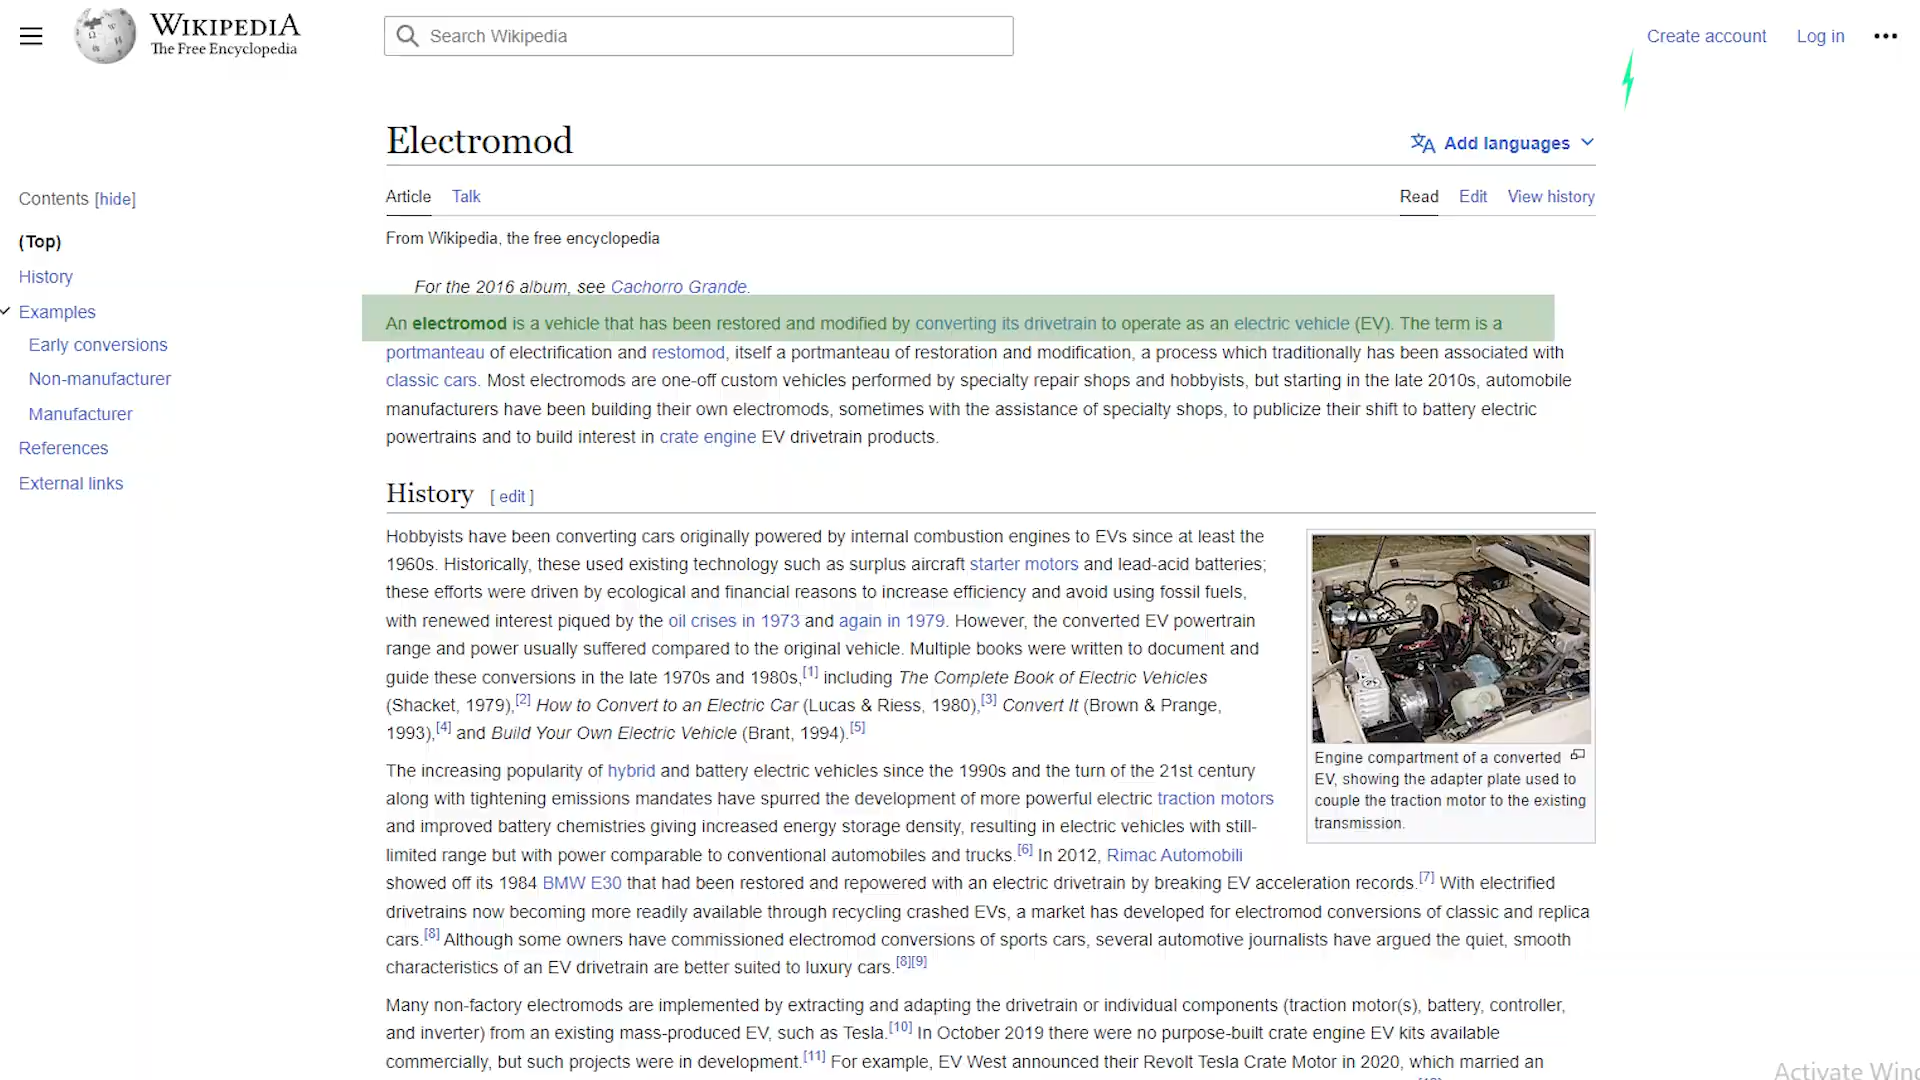 WIKIPEDIA
The Free Encyclopedia
Search Wikipedia
Create account
Log in
Electromod
Add languages
Contents [hide]
(Top)
History
Examples
Early conversions
Non-manufacturer
Manufacturer
References
External links
Article
Talk
Read
Edit
View history
From Wikipedia, the free encyclopedia
For the 2016 album, see Cachorro Grande.
An electromod is a vehicle that has been restored and modified by converting its drivetrain to operate as an electric vehicle (EV). The term is a
portmanteau of electrification and restomod, itself a portmanteau of restoration and modification, a process which traditionally has been associated with
classic cars. Most electromods are one-off custom vehicles performed by specialty repair shops and hobbyists, but starting in the late 2010s, automobile
manufacturers have been building their own electromods, sometimes with the assistance of specialty shops, to publicize their shift to battery electric
powertrains and to build interest in crate engine EV drivetrain products.
History [ edit ]
Hobbyists have been converting cars originally powered by internal combustion engines to EVs since at least the
1960s. Historically, these used existing technology such as surplus aircraft starter motors and lead-acid batteries;
these efforts were driven by ecological and financial reasons to increase efficiency and avoid using fossil fuels,
with renewed interest piqued by the oil crises in 1973 and again in 1979. However, the converted EV powertrain
range and power usually suffered compared to the original vehicle. Multiple books were written to document and
guide these conversions in the late 1970s and 1980s,[1] including The Complete Book of Electric Vehicles
(Shacket, 1979),[2] How to Convert to an Electric Car (Lucas & Riess, 1980),[3] Convert It (Brown & Prange,
1993),[4] and Build Your Own Electric Vehicle (Brant, 1994).[5]
Engine compartment of a converted
EV, showing the adapter plate used to
couple the traction motor to the existing
transmission.
The increasing popularity of hybrid and battery electric vehicles since the 1990s and the turn of the 21st century
along with tightening emissions mandates have spurred the development of more powerful electric traction motors
and improved battery chemistries giving increased energy storage density, resulting in electric vehicles with still-
limited range but with power comparable to conventional automobiles and trucks.[6] In 2012, Rimac Automobili
showed off its 1984 BMW E30 that had been restored and repowered with an electric drivetrain by breaking EV acceleration records.[7] With electrified
drivetrains now becoming more readily available through recycling crashed EVs, a market has developed for electromod conversions of classic and replica
cars.[8] Although some owners have commissioned electromod conversions of sports cars, several automotive journalists have argued the quiet, smooth
characteristics of an EV drivetrain are better suited to luxury cars.[8][9]
Many non-factory electromods are implemented by extracting and adapting the drivetrain or individual components (traction motor(s), battery, controller,
and inverter) from an existing mass-produced EV, such as Tesla.[10] In October 2019 there were no purpose-built crate engine EV kits available
commercially, but such projects were in development.[11] For example, EV West announced their Revolt Tesla Crate Motor in 2020, which married an
Activate Wind